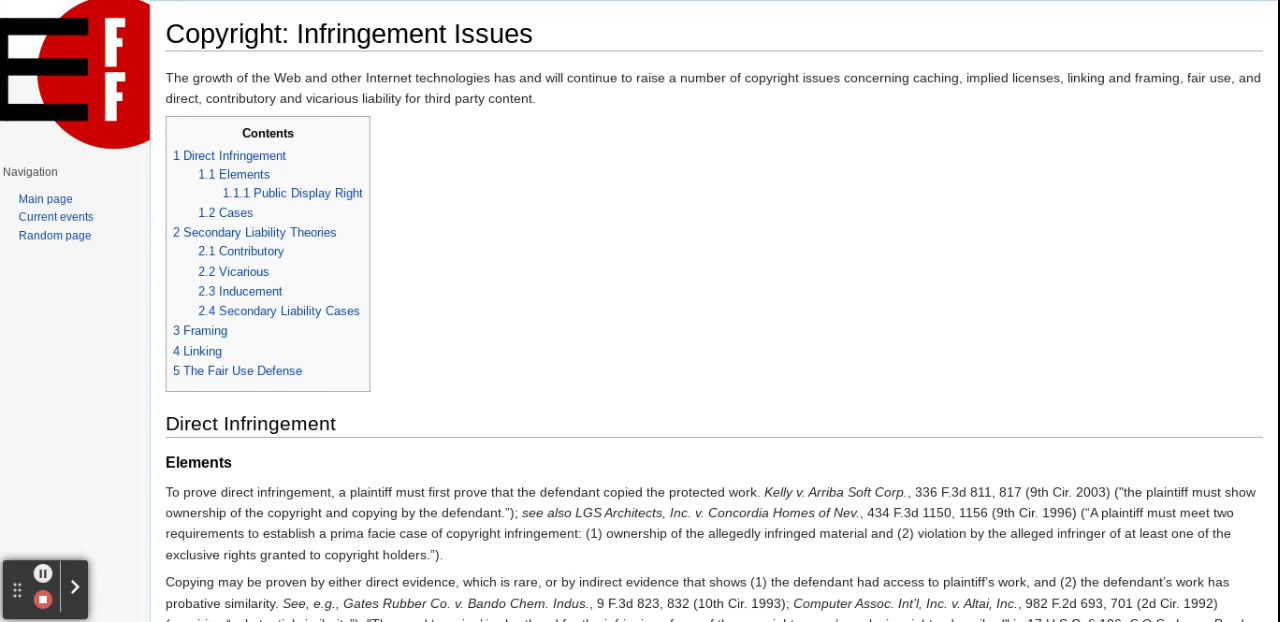 EFF
Copyright: Infringement Issues
The growth of the Web and other Internet technologies has and will continue to raise a number of copyright issues concerning caching, implied licenses, linking and framing, fair use, and
direct, contributory and vicarious liability for third party content.
Contents
1 Direct Infringement
1.1 Elements
1.1.1 Public Display Right
1.2 Cases
2 Secondary Liability Theories
2.1 Contributory
2.2 Vicarious
2.3 Inducement
2.4 Secondary Liability Cases
3 Framing
4 Linking
5 The Fair Use Defense
Navigation
Main page
Current events
Random page
Direct Infringement
Elements
To prove direct infringement, a plaintiff must first prove that the defendant copied the protected work. Kelly v. Arriba Soft Corp., 336 F.3d 811, 817 (9th Cir. 2003) ("the plaintiff must show
ownership of the copyright and copying by the defendant.”); see also LGS Architects, Inc. v. Concordia Homes of Nev., 434 F.3d 1150, 1156 (9th Cir. 1996) (“A plaintiff must meet two
requirements to establish a prima facie case of copyright infringement: (1) ownership of the allegedly infringed material and (2) violation by the alleged infringer of at least one of the
exclusive rights granted to copyright holders.”).
Copying may be proven by either direct evidence, which is rare, or by indirect evidence that shows (1) the defendant had access to plaintiff’s work, and (2) the defendant’s work has
probative similarity. See, e.g., Gates Rubber Co. v. Bando Chem. Indus., 9 F.3d 823, 832 (10th Cir. 1993); Computer Assoc. Int’l, Inc. v. Altai, Inc., 982 F.2d 693, 701 (2d Cir. 1992)